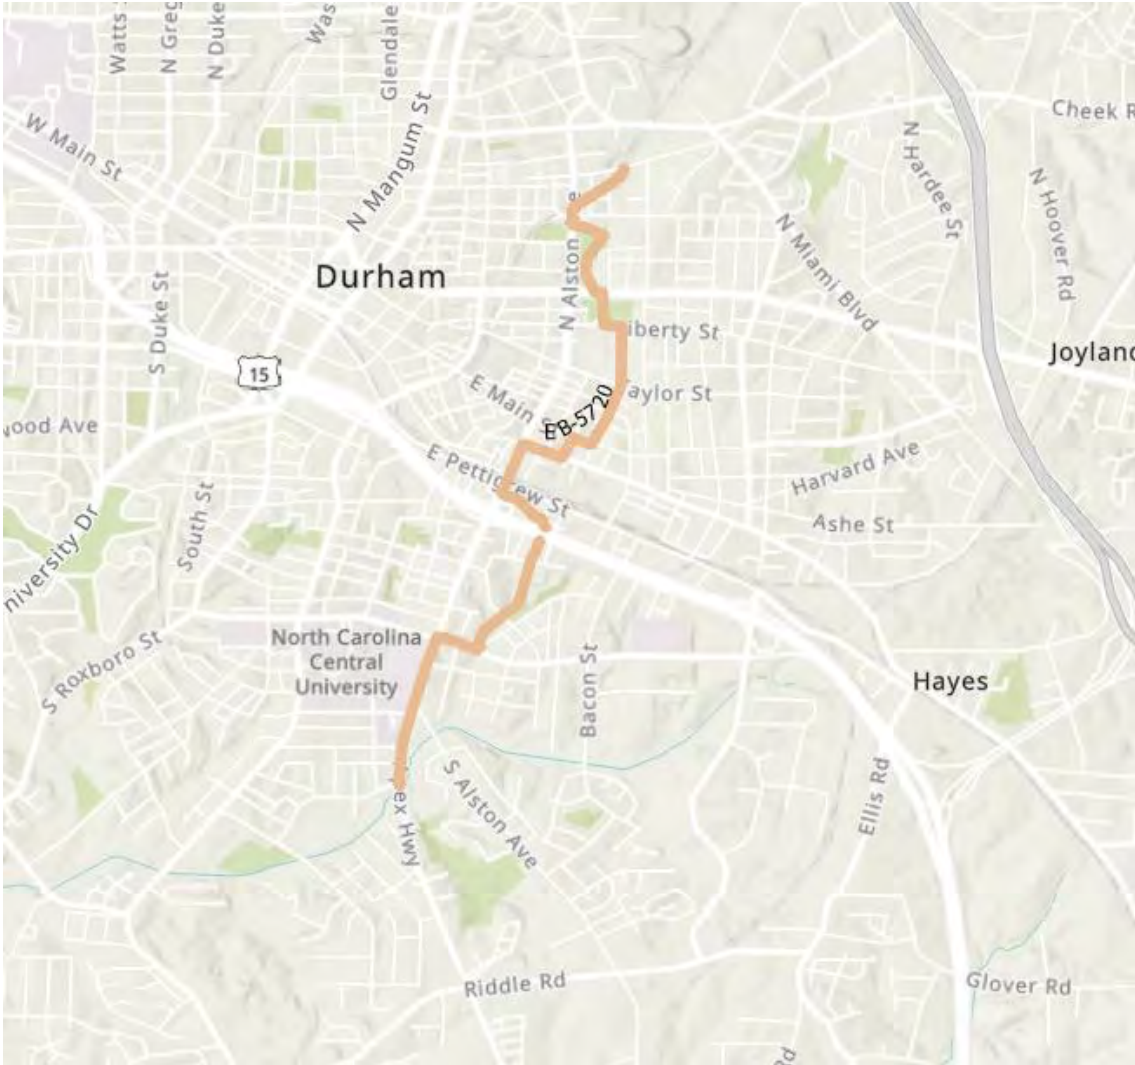 Watts
N Greg
N Duke
Was
Glendale
W Main St
N Mangum St
Cheek R
N Hardee St
N Hoover Rd
N Miami Blvd
e
Durham
N Alston
S Duke St
iberty St
Joylanc
15
E Main S
aylor St
EB-5720
wood Ave
E Pettigrew St
Harvard Ave
Ashe St
South St
niversity Dr
North Carolina
Central
University
S Roxboro St
Bacon St
Hayes
ex Hwy
S Alston Ave
Ellis Rd
Riddle Rd
Glover Rd
Rd